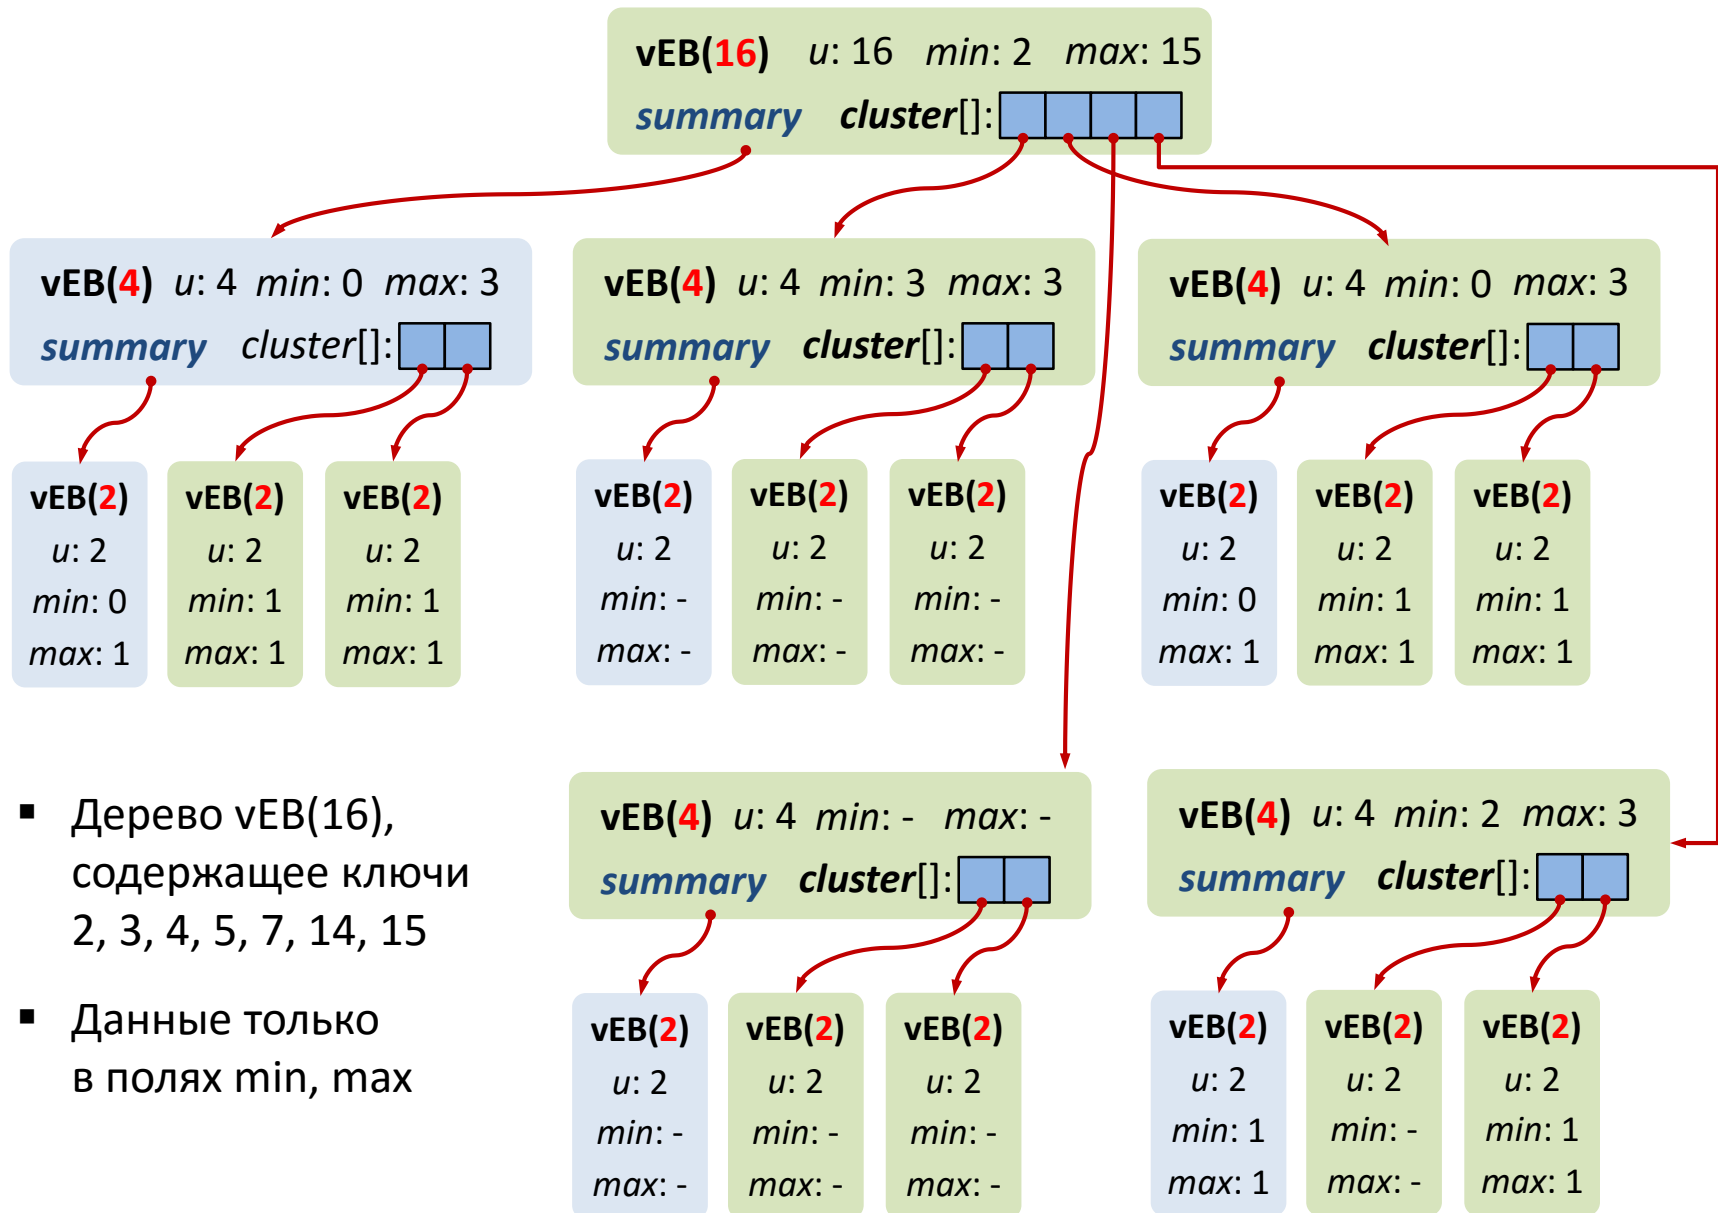 vEB(16) u: 16 min: 2 max: 15
summary cluster[]:
vEB(4) u: 4 min: 0 max: 3
summary cluster[]:
vEB(4) u: 4 min: 3 max: 3
summary cluster[]:
vEB(4) u: 4 min: 0 max: 3
summary cluster[]:
vEB(2)
u: 2
min: 0
max: 1
vEB(2)
u: 2
min: 1
max: 1
vEB(2)
u: 2
min: 1
max: 1
vEB(2)
u: 2
min: -
max: -
vEB(2)
u: 2
min: -
max: -
vEB(2)
u: 2
min: -
max: -
vEB(2)
u: 2
min: 0
max: 1
vEB(2)
u: 2
min: 1
max: 1
vEB(2)
u: 2
min: 1
max: 1
▪ Дерево vEB(16),
содержащее ключи
2, 3, 4, 5, 7, 14, 15
▪ Данные только
в полях min, max
vEB(4) u: 4 min: - max: -
summary cluster[]:
vEB(4) u: 4 min: 2 max: 3
summary cluster[]:
vEB(2)
u: 2
min: -
max: -
vEB(2)
u: 2
min: -
max: -
vEB(2)
u: 2
min: -
max: -
vEB(2)
u: 2
min: 1
max: 1
vEB(2)
u: 2
min: -
max: -
vEB(2)
u: 2
min: 1
max: 1